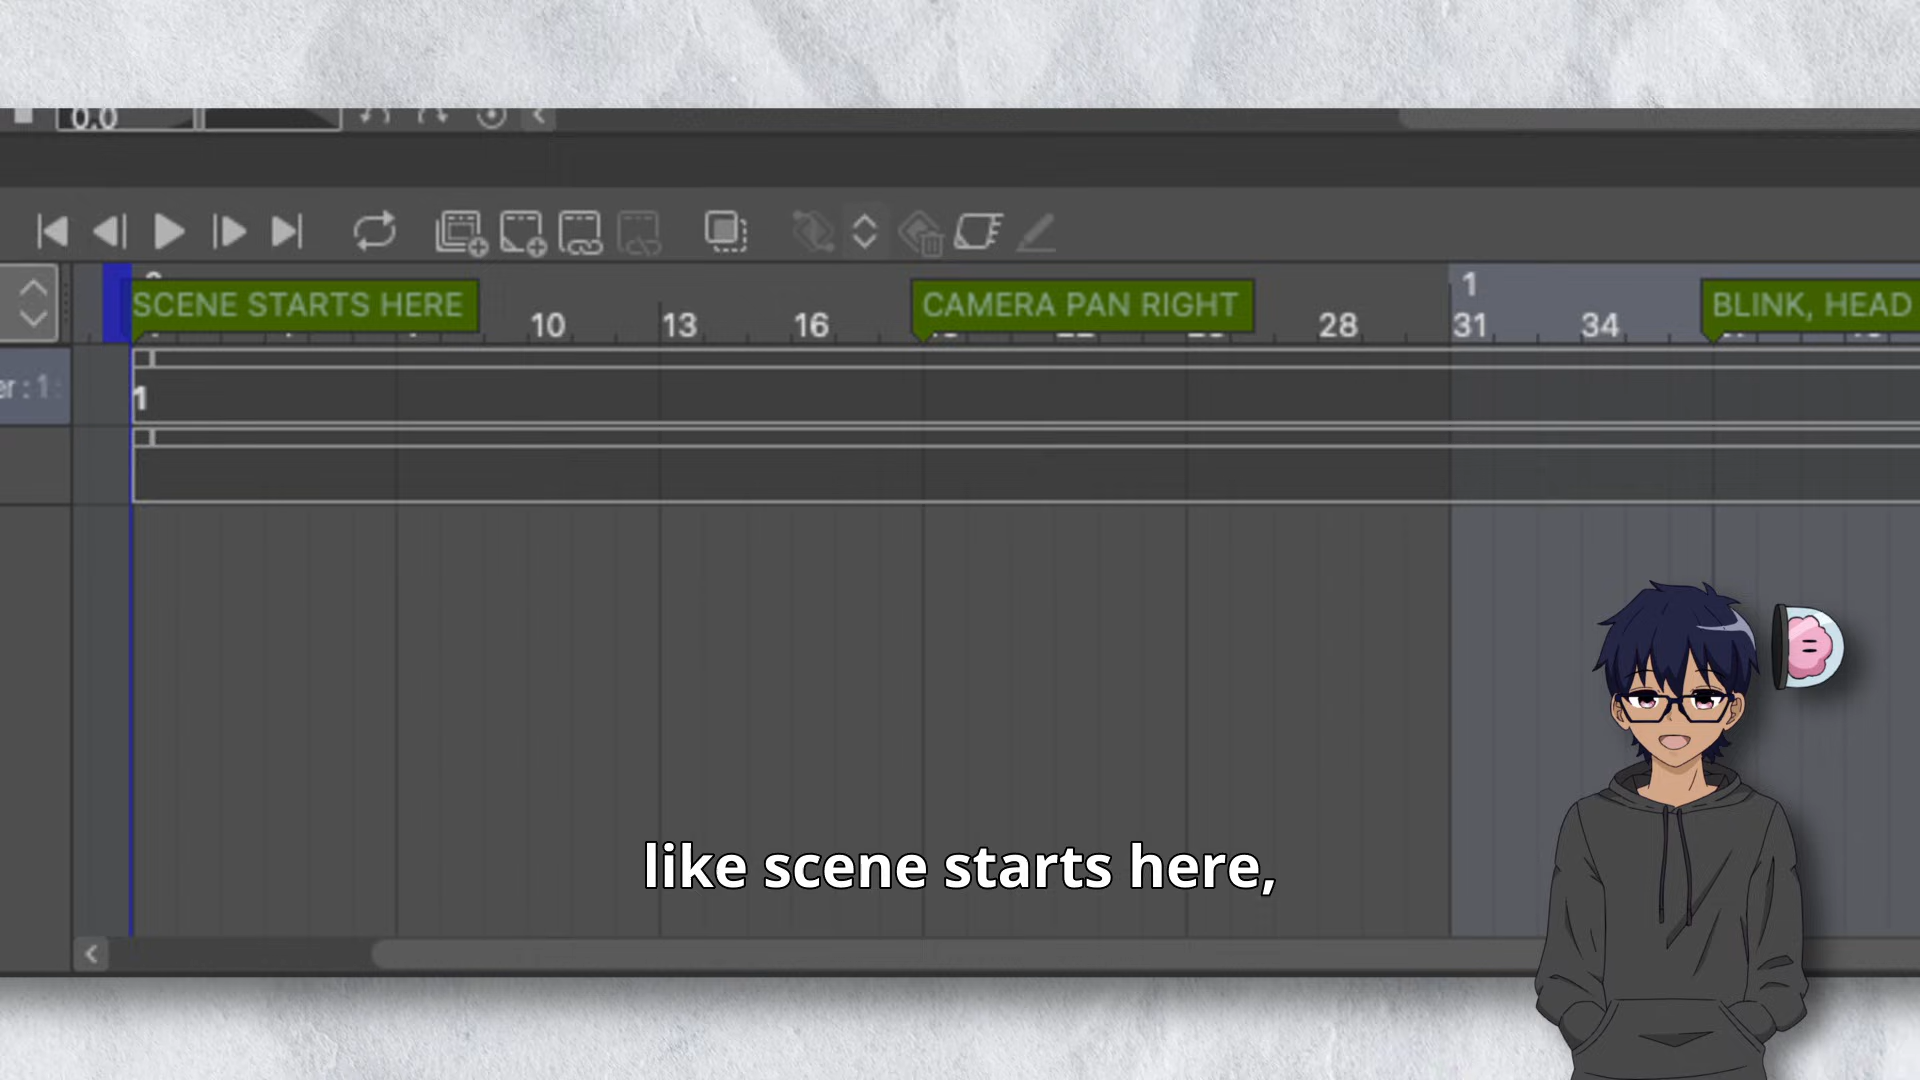 0.0
SCENE STARTS HERE
CAMERA PAN RIGHT
BLINK, HEAD
1
10 13 16 28 31 34
er : 1
1
like scene starts here,